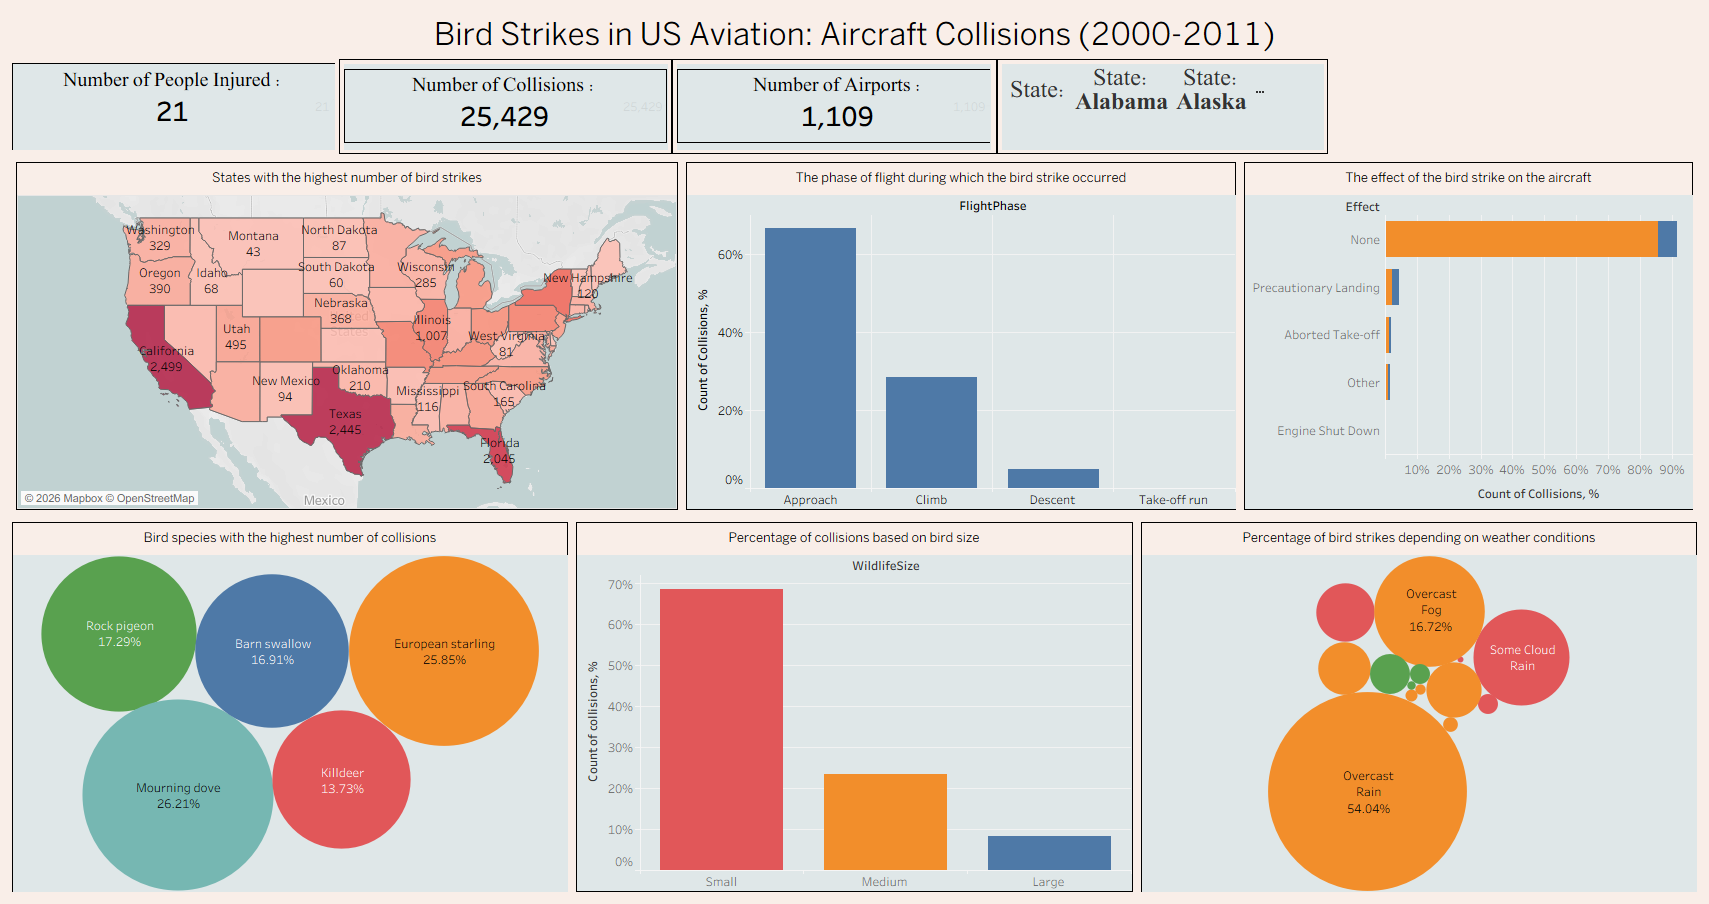 Bird Strikes in US Aviation: Aircraft Collisions (2000-2011)
Number of People Injured :
21
21
Number of Collisions :
25,429
25,429
Number of Airports :
1,109
1,109
State:
State:
Alabama
State:
Alaska
...
States with the highest number of bird strikes
Washington
329
Montana
43
North Dakota
87
Oregon
390
Idaho
68
South Dakota
60
Wisconsin
285
New Hampshire
120
Nebraska
368
United
States
Utah
495
Illinois
1,007
West Virginia
81
California
2,499
New Mexico
94
Oklahoma
210
Mississippi
116
South Carolina
165
Texas
2,445
Florida
2,045
© 2026 Mapbox © OpenStreetMap
Mexico
The phase of flight during which the bird strike occurred
FlightPhase
Count of Collisions, %
60%
40%
20%
0%
Approach
Climb
Descent
Take-off run
The effect of the bird strike on the aircraft
Effect
None
Precautionary Landing
Aborted Take-off
Other
Engine Shut Down
10% 20% 30% 40% 50% 60% 70% 80% 90%
Count of Collisions, %
Bird species with the highest number of collisions
Rock pigeon
17.29%
Barn swallow
16.91%
European starling
25.85%
Mourning dove
26.21%
Killdeer
13.73%
Percentage of collisions based on bird size
WildlifeSize
Count of collisions, %
70%
60%
50%
40%
30%
20%
10%
0%
Small
Medium
Large
Percentage of bird strikes depending on weather conditions
Overcast
Fog
16.72%
Some Cloud
Rain
Overcast
Rain
54.04%